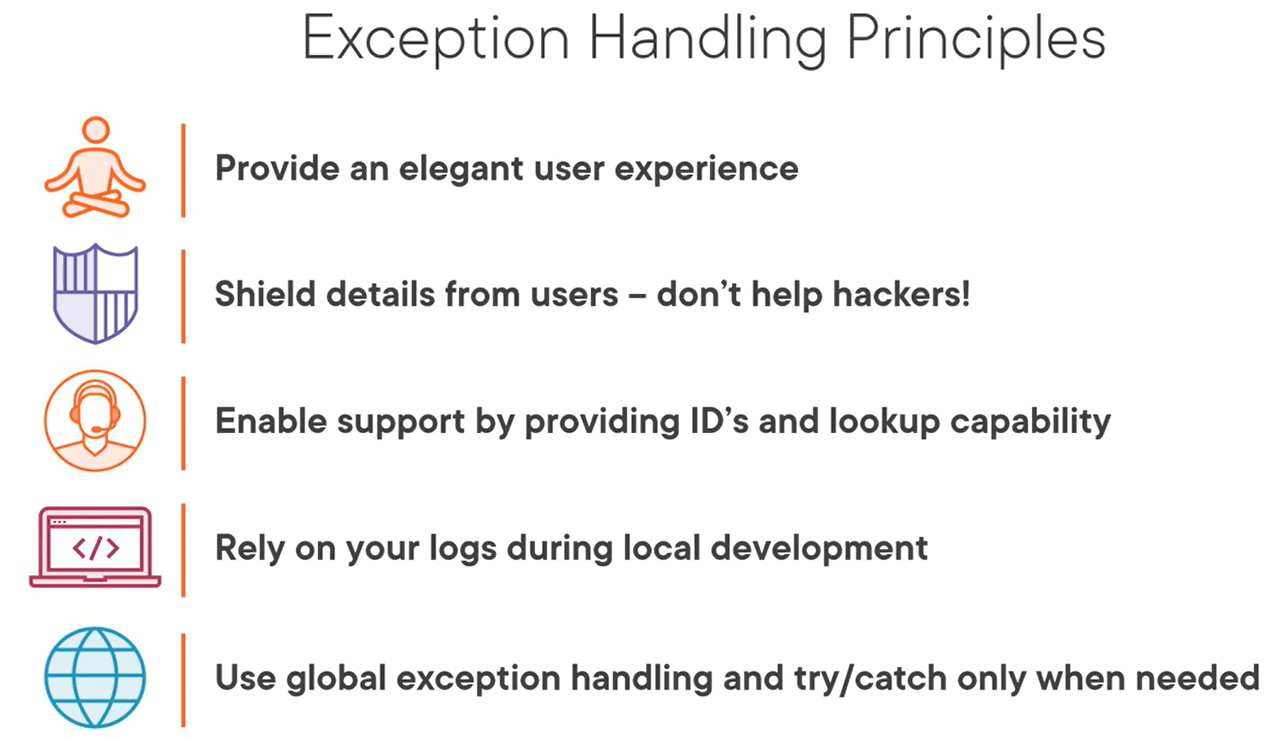 Exception Handling Principles
Provide an elegant user experience
Shield details from users – don’t help hackers!
Enable support by providing ID’s and lookup capability
</>
Rely on your logs during local development
Use global exception handling and try/catch only when needed